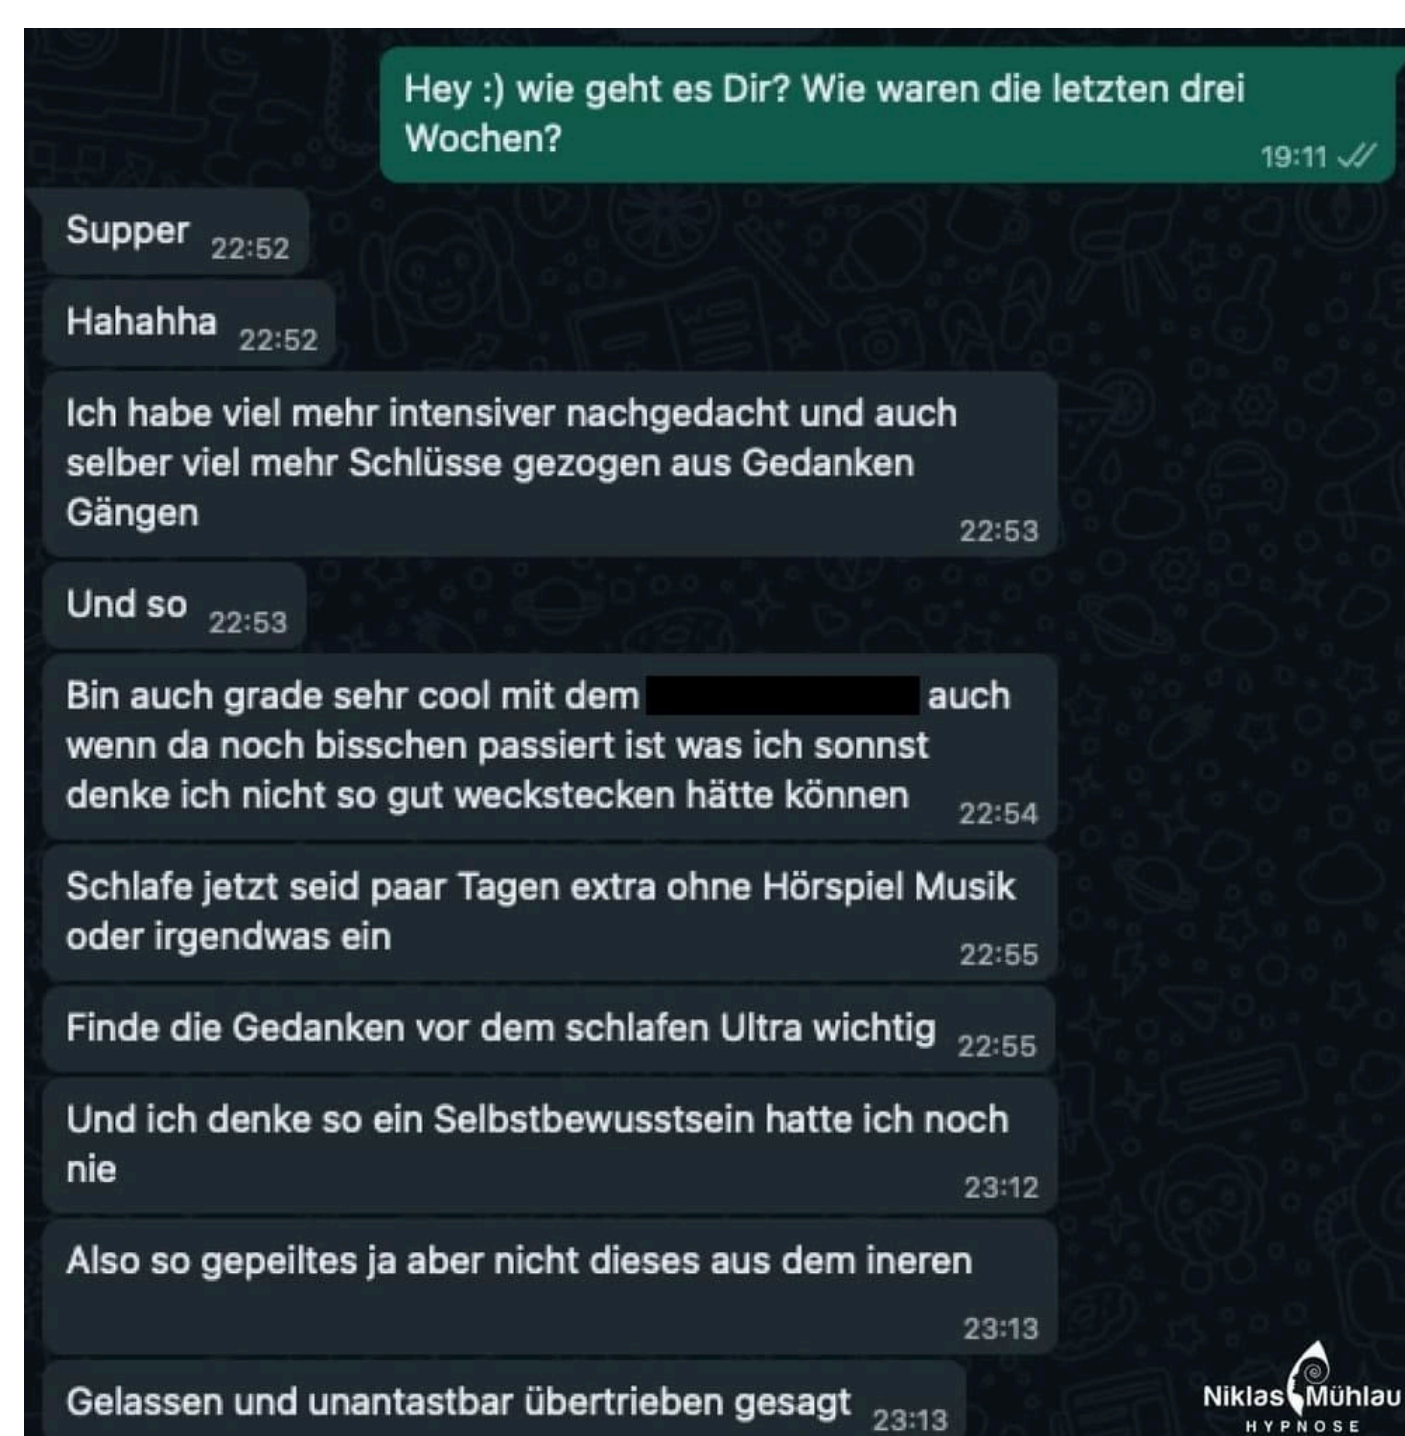 Hey :) wie geht es Dir? Wie waren die letzten drei
Wochen?
19:11
Supper 22:52
Hahahha 22:52
Ich habe viel mehr intensiver nachgedacht und auch
selber viel mehr Schlüsse gezogen aus Gedanken
Gängen
22:53
Und so 22:53
Bin auch grade sehr cool mit dem auch
wenn da noch bisschen passiert ist was ich sonnst
denke ich nicht so gut weckstecken hätte können
22:54
Schlafe jetzt seid paar Tagen extra ohne Hörspiel Musik
oder irgendwas ein
22:55
Finde die Gedanken vor dem schlafen Ultra wichtig 22:55
Und ich denke so ein Selbstbewusstsein hatte ich noch
nie
23:12
Also so gepeiltes ja aber nicht dieses aus dem ineren
23:13
Gelassen und unantastbar übertrieben gesagt 23:13
Niklas Mühlau
HYPNOSE